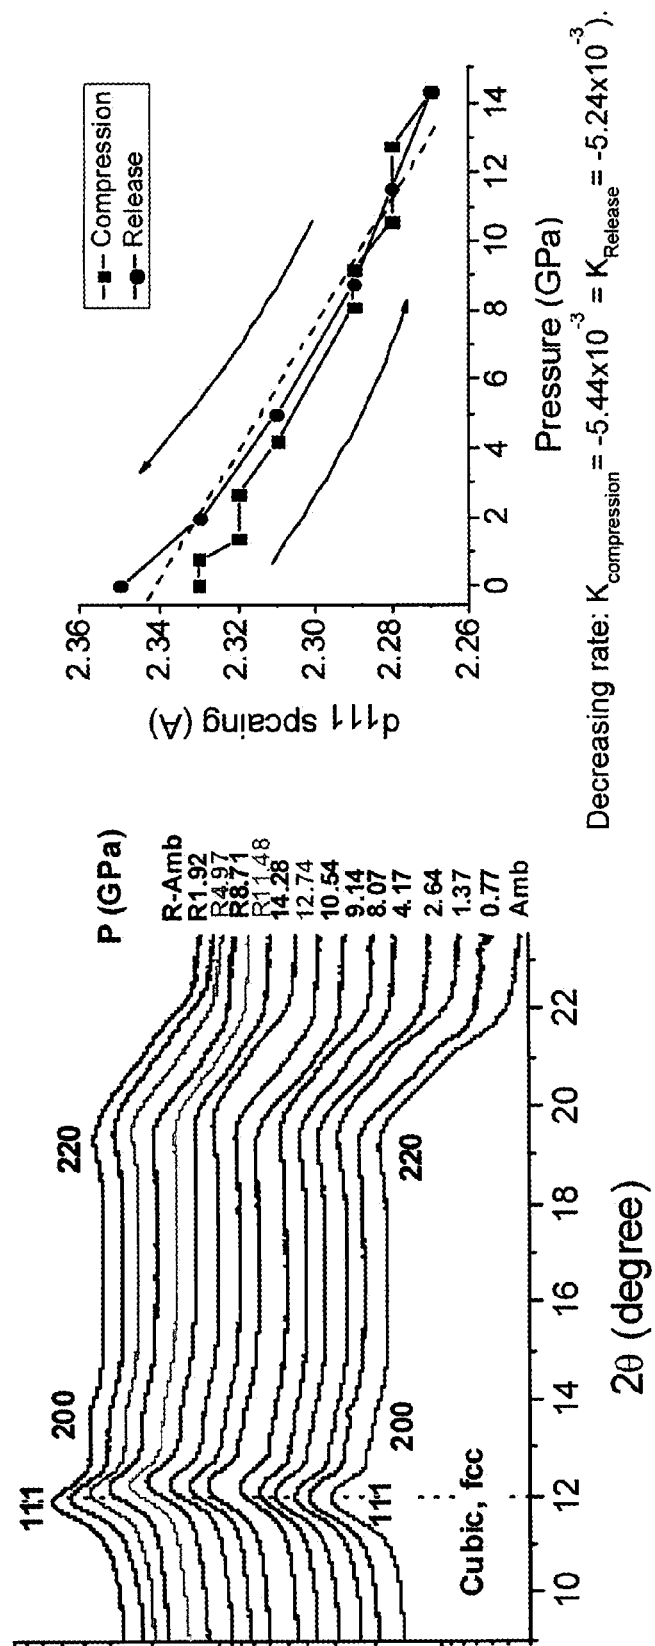 111
200
220
P (GPa)
R-Amb
R1.92
R4.97
R8.71
R11.48
14.28
12.74
10.54
9.14
8.07
4.17
2.64
1.37
0.77
Amb
111
200
220
Cubic, fcc
10 12 14 16 18 20 22
2θ (degree)
Compression
Release
2.36
2.34
2.32
2.30
2.28
2.26
d111 spcaing (A)
0 2 4 6 8 10 12 14
Pressure (GPa)
Decreasing rate: Kcompression = -5.44x10-3 = KRelease = -5.24x10-3).